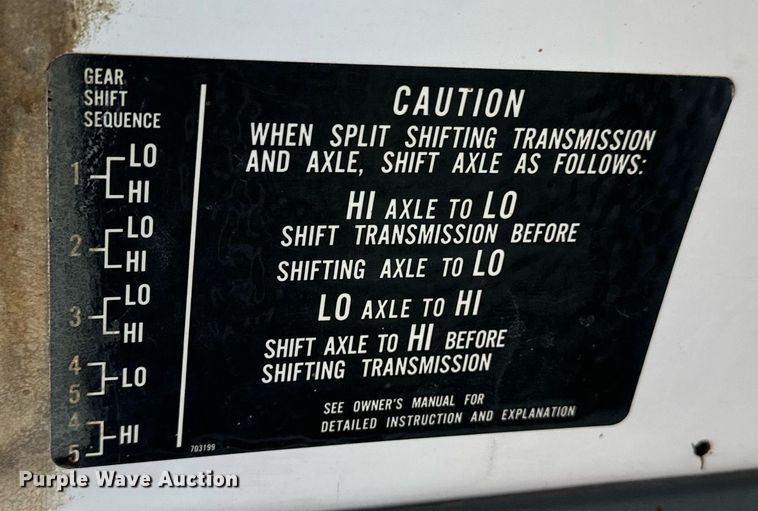 GEAR
SHIFT
SEQUENCE
1 LO
HI
2 LO
HI
3 LO
HI
4
5 LO
4
5 HI
CAUTION
WHEN SPLIT SHIFTING TRANSMISSION
AND AXLE, SHIFT AXLE AS FOLLOWS:
HI AXLE TO LO
SHIFT TRANSMISSION BEFORE
SHIFTING AXLE TO LO
LO AXLE TO HI
SHIFT AXLE TO HI BEFORE
SHIFTING TRANSMISSION
SEE OWNER'S MANUAL FOR
DETAILED INSTRUCTION AND EXPLANATION
703199
Purple Wave Auction